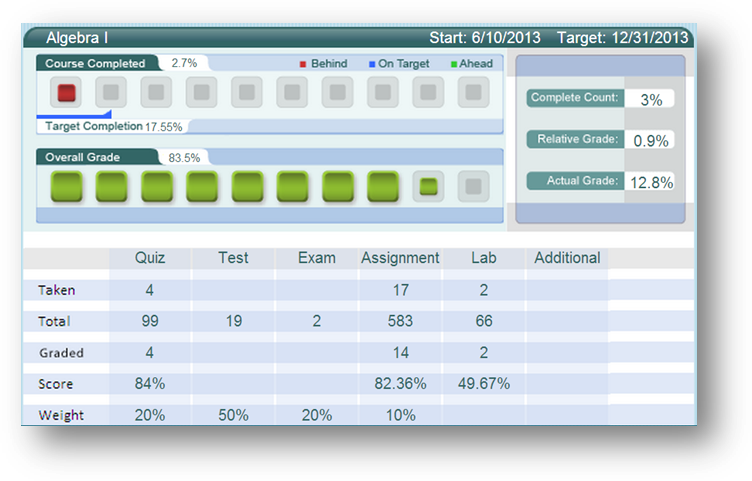 Algebra I Start: 6/10/2013 Target: 12/31/2013
Course Completed 2.7% Behind On Target Ahead
Target Completion 17.55%
Overall Grade 83.5%
Complete Count: 3%
Relative Grade: 0.9%
Actual Grade: 12.8%
Quiz Test Exam Assignment Lab Additional
Taken 4 17 2
Total 99 19 2 583 66
Graded 4 14 2
Score 84% 82.36% 49.67%
Weight 20% 50% 20% 10%